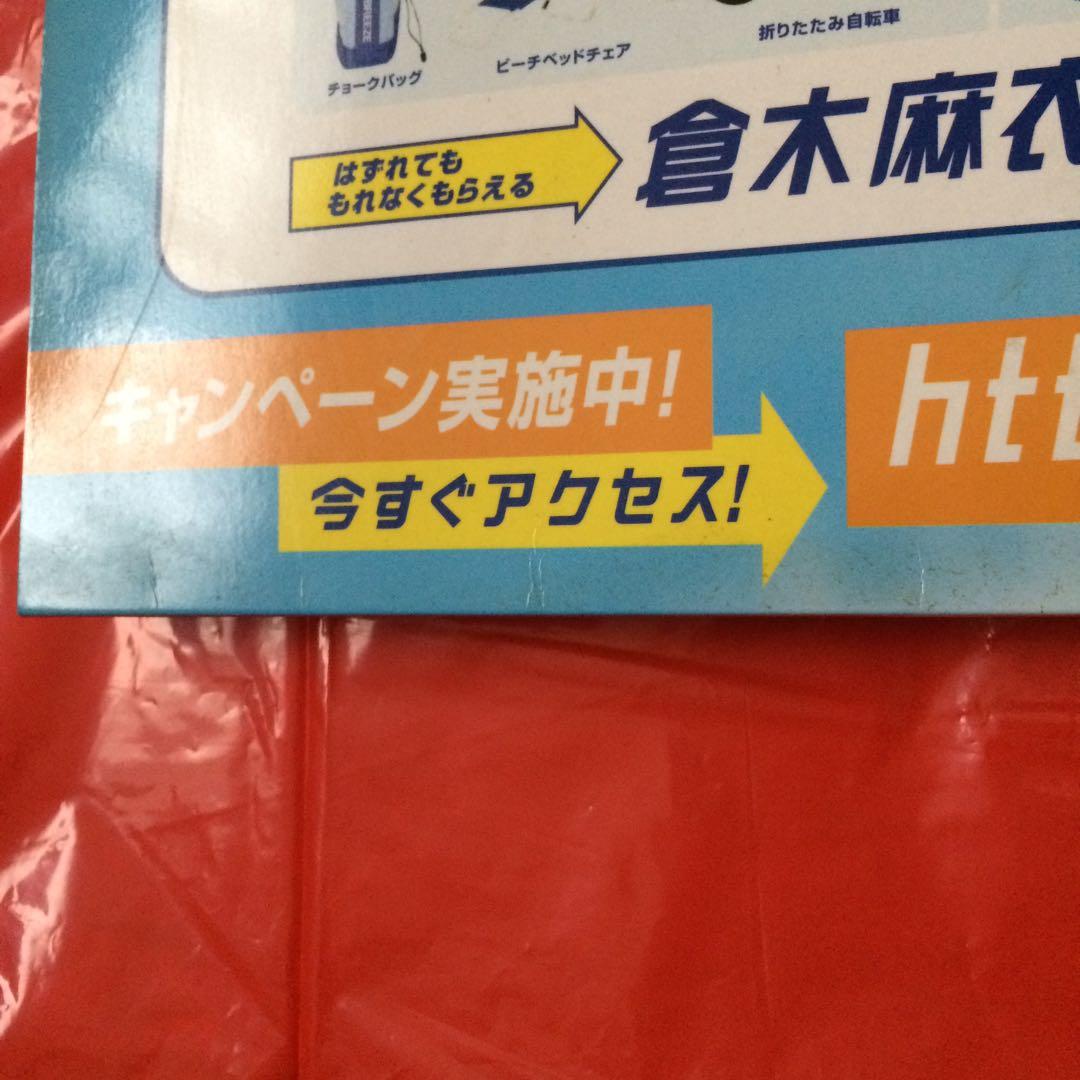 BREEZE
チョークバッグ
ビーチベッドチェア
折りたたみ自転車
はずれても
もれなくもらえる
倉木麻衣
キャンペーン実施中!
今すぐアクセス!
htt